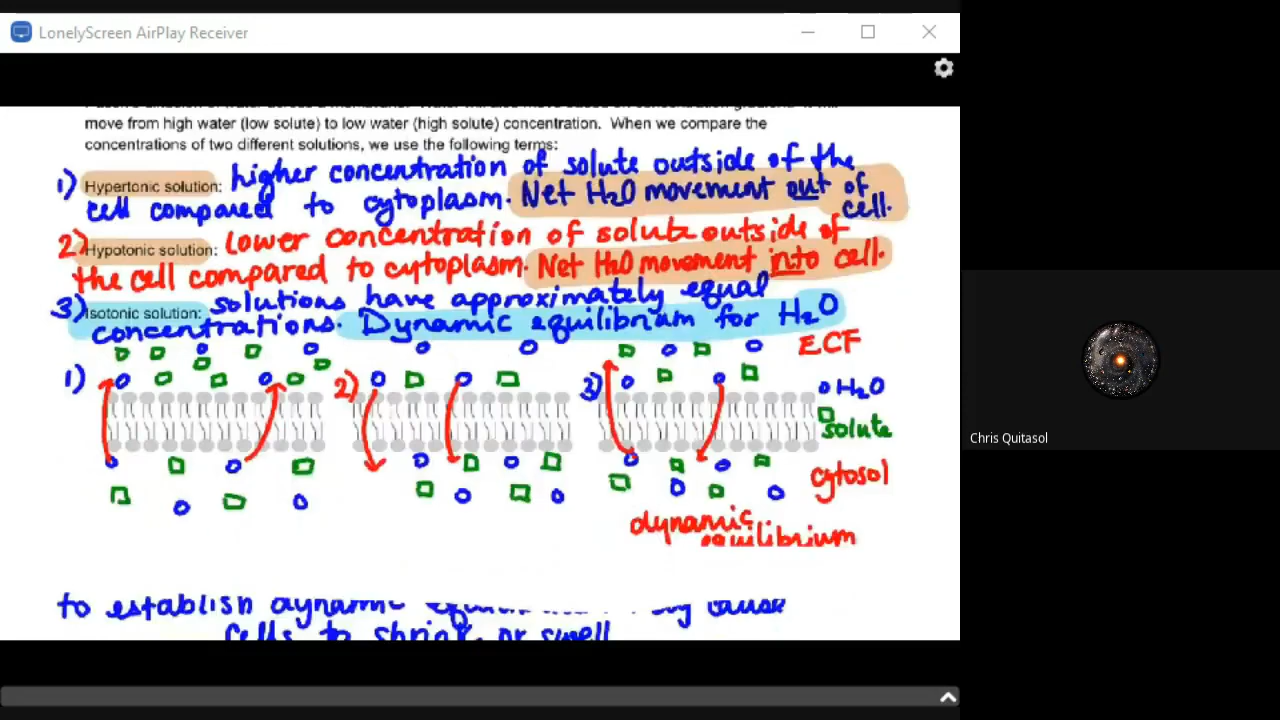 LonelyScreen AirPlay Receiver
move from high water (low solute) to low water (high solute) concentration. When we compare the
concentrations of two different solutions, we use the following terms:
1) Hypertonic solution: higher concentration of solute outside of the
cell compared to cytoplasm. Net H2O movement out of
cell.
2) Hypotonic solution: Lower concentration of solute outside of
the cell compared to cytoplasm. Net H2O movement into cell.
3) Isotonic solution: solutions have approximately equal
concentrations. Dynamic equilibrium for H2O
ECF
1) 2) 3) H2O
solute
cytosol
dynamic
equilibrium
Chris Quitasol
to establish dynamic cause
cells to shrink or swell